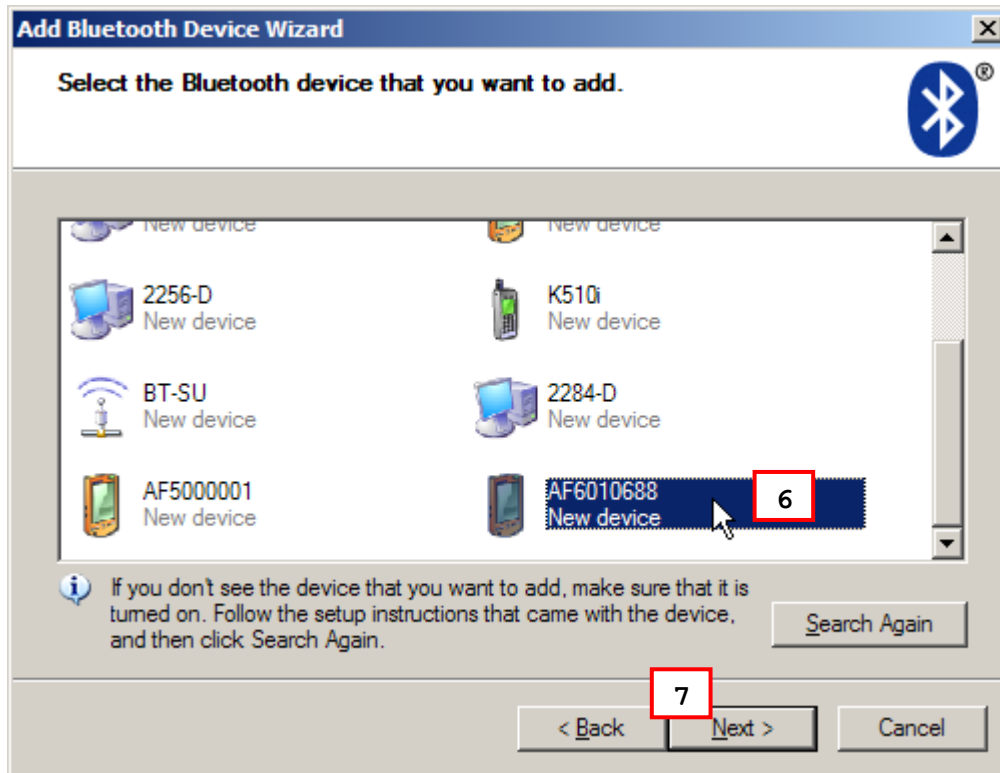 Add Bluetooth Device Wizard
Select the Bluetooth device that you want to add.
®
New device
New device
2256-D
New device
K510i
New device
BT-SU
New device
2284-D
New device
AF5000001
New device
AF6010688
New device
6
If you don't see the device that you want to add, make sure that it is
turned on. Follow the setup instructions that came with the device,
and then click Search Again.
Search Again
7
< Back
Next >
Cancel